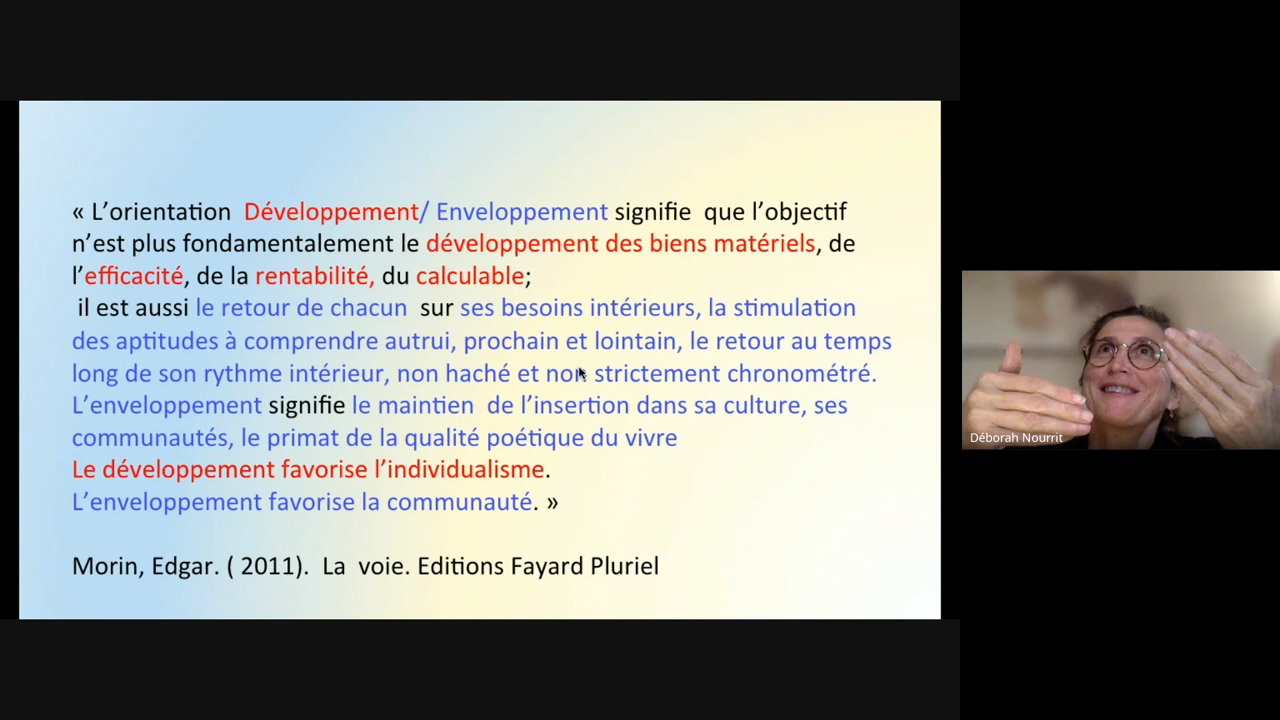 « L’orientation Développement/ Enveloppement signifie que l’objectif
n’est plus fondamentalement le développement des biens matériels, de
l’efficacité, de la rentabilité, du calculable;
il est aussi le retour de chacun sur ses besoins intérieurs, la stimulation
des aptitudes à comprendre autrui, prochain et lointain, le retour au temps
long de son rythme intérieur, non haché et non strictement chronométré.
L’enveloppement signifie le maintien de l’insertion dans sa culture, ses
communautés, le primat de la qualité poétique du vivre
Le développement favorise l’individualisme.
L’enveloppement favorise la communauté. »
Morin, Edgar. ( 2011). La voie. Editions Fayard Pluriel
Déborah Nourrit